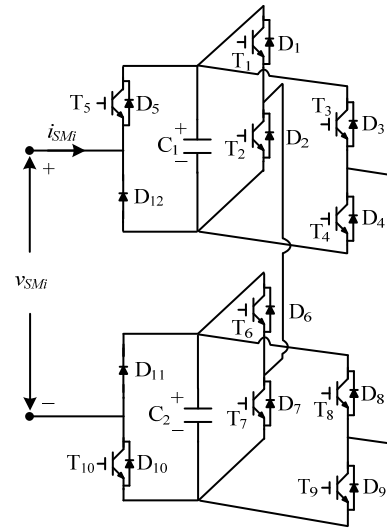 D1
T1
T5
D5
T3
D3
iSMi
+
C1
+
−
T2
D2
+
D12
T4
D4
vSMi
T6
D6
−
D11
C2
+
−
T7
D7
T8
D8
T10
D10
T9
D9